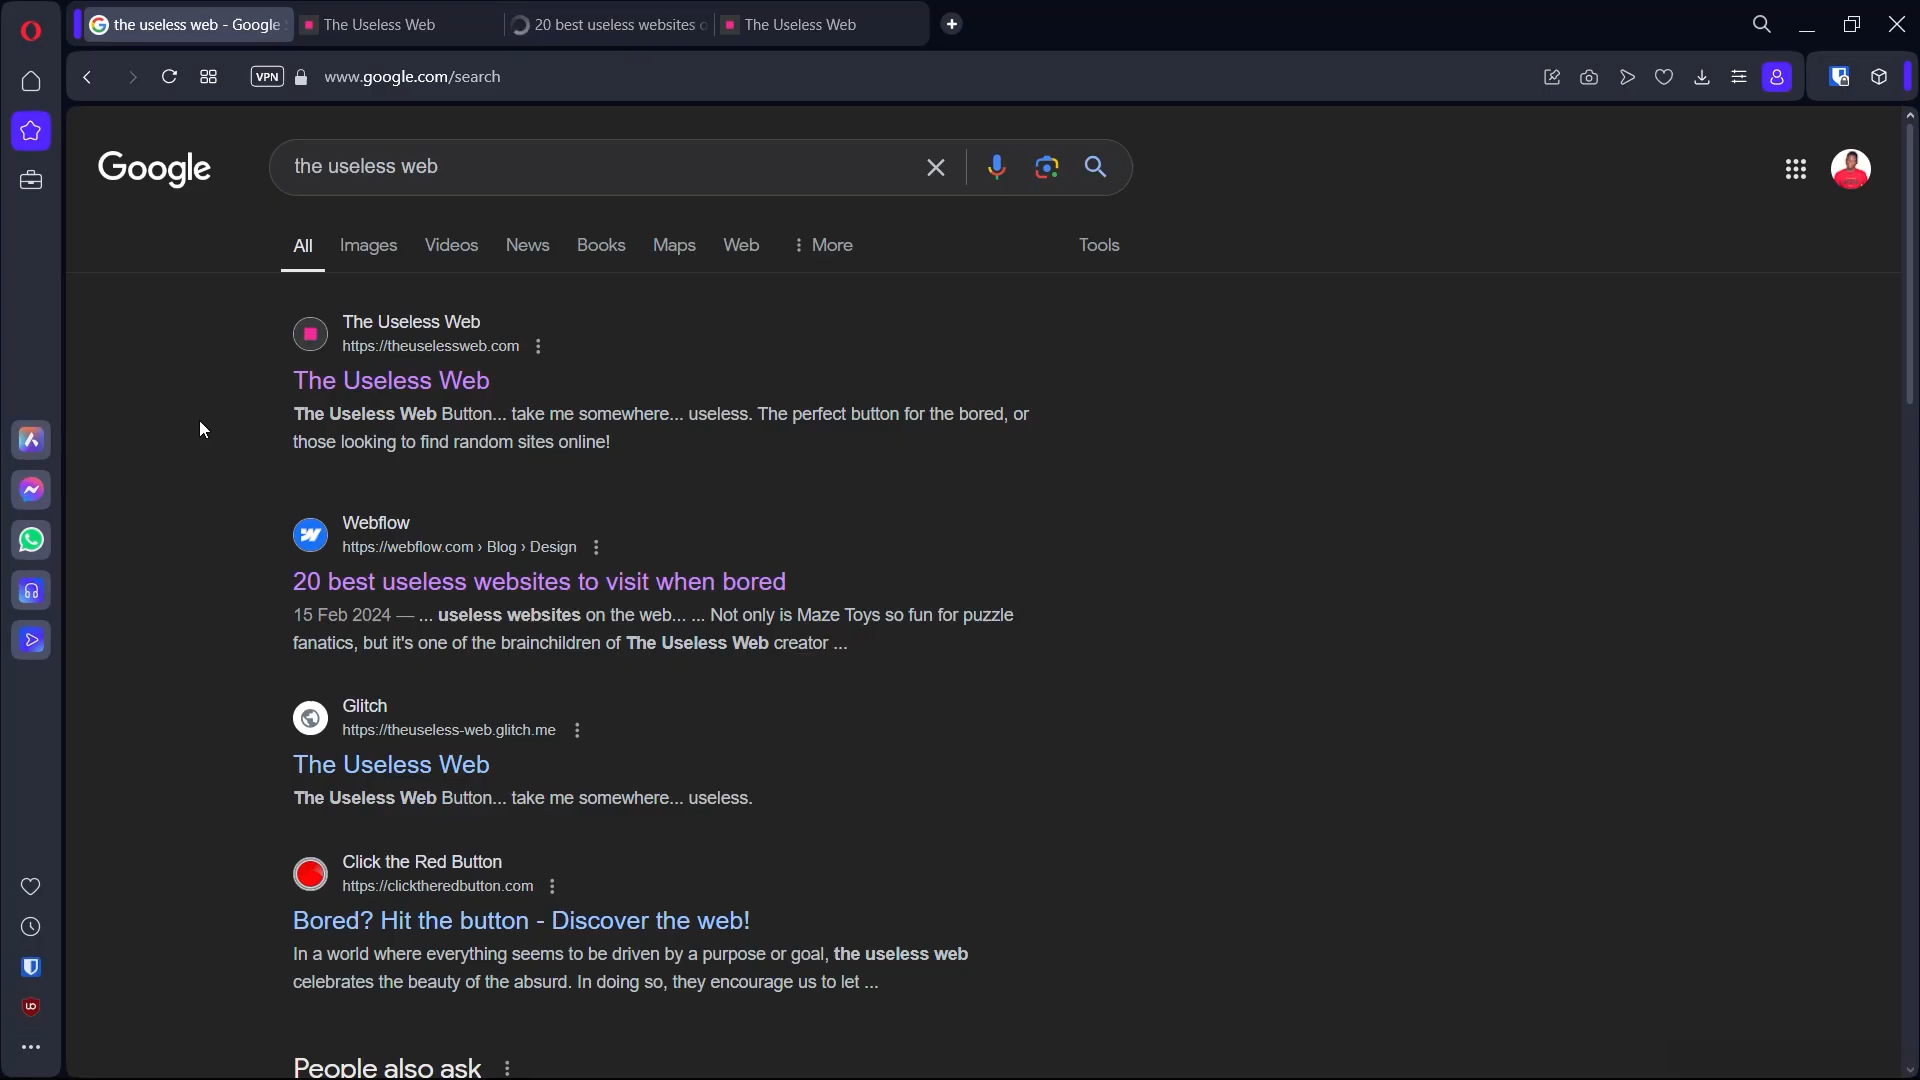 the useless web - Google
The Useless Web
20 best useless websites
The Useless Web
VPN
www.google.com/search
Google
the useless web
All
Images
Videos
News
Books
Maps
Web
More
Tools
The Useless Web
https://theuselessweb.com
The Useless Web
The Useless Web Button... take me somewhere... useless. The perfect button for the bored, or
those looking to find random sites online!
Webflow
https://webflow.com › Blog › Design
20 best useless websites to visit when bored
15 Feb 2024 — ... useless websites on the web... ... Not only is Maze Toys so fun for puzzle
fanatics, but it's one of the brainchildren of The Useless Web creator ...
Glitch
https://theuseless-web.glitch.me
The Useless Web
The Useless Web Button... take me somewhere... useless.
Click the Red Button
https://clicktheredbutton.com
Bored? Hit the button - Discover the web!
In a world where everything seems to be driven by a purpose or goal, the useless web
celebrates the beauty of the absurd. In doing so, they encourage us to let ...
People also ask